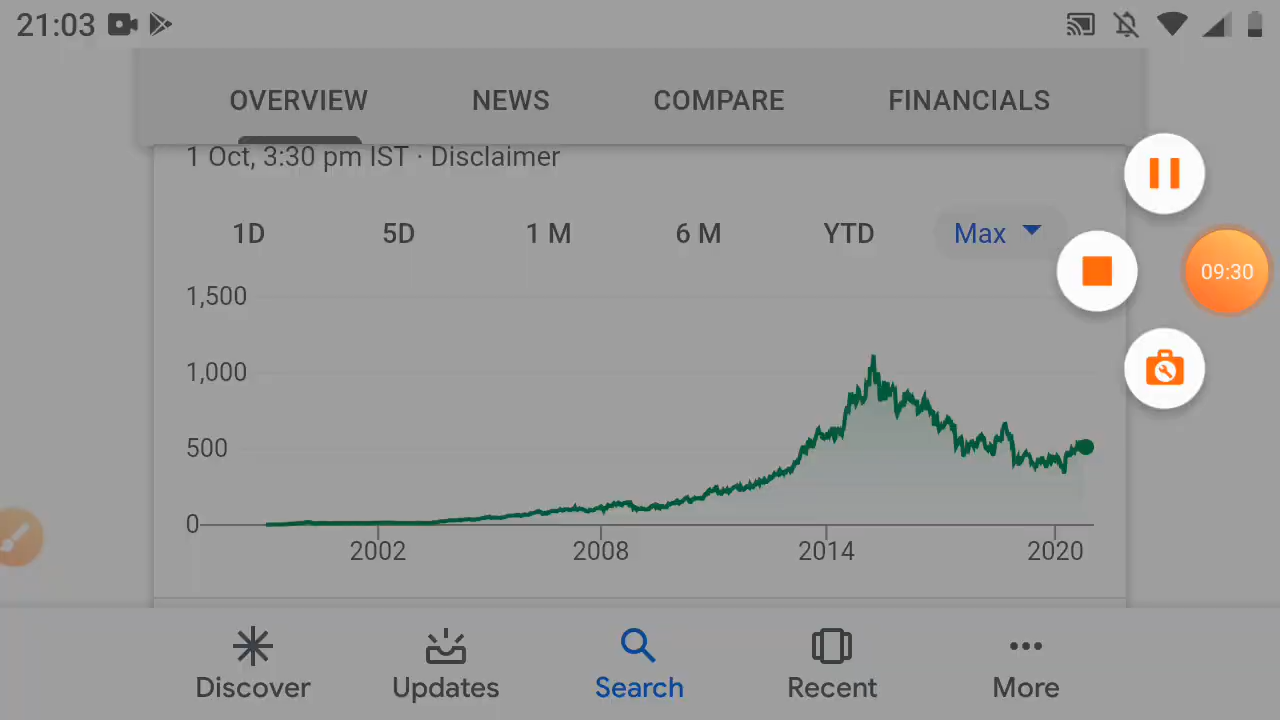 21:03
OVERVIEW NEWS COMPARE FINANCIALS
1 Oct, 3:30 pm IST · Disclaimer
1D 5D 1 M 6 M YTD Max
09:30
1,500
1,000
500
0
2002 2008 2014 2020
Discover Updates Search Recent More